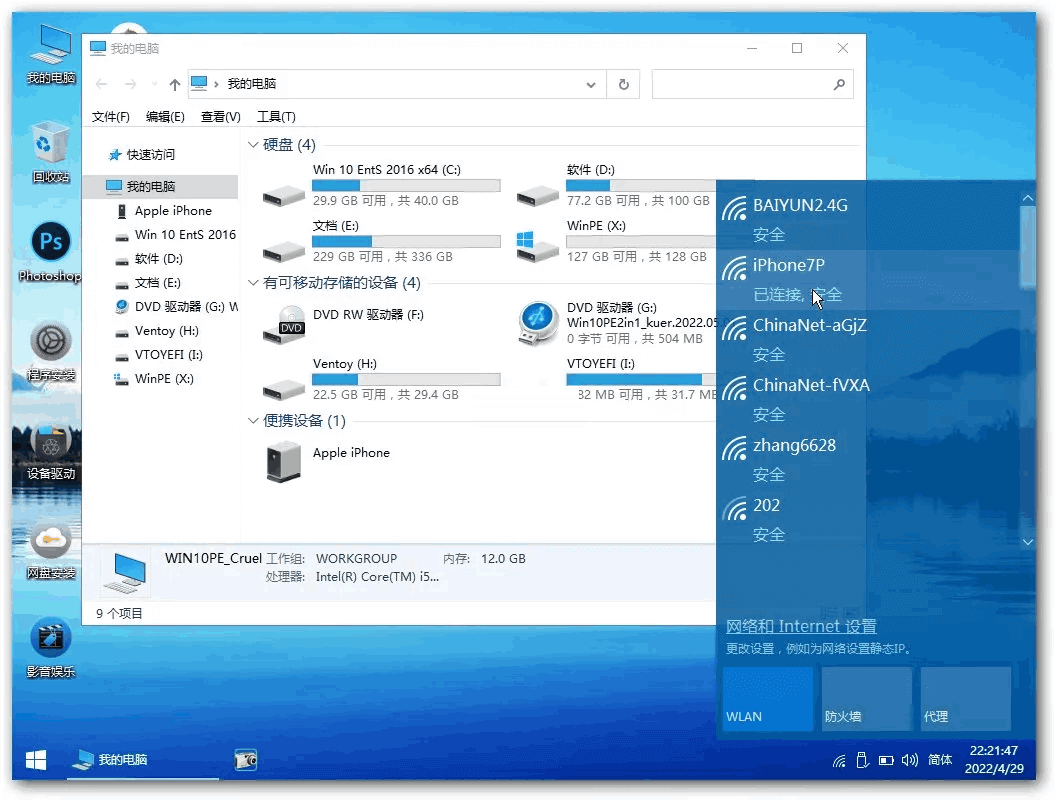 我的电脑
回收站
Ps
Photoshop
程序安装
设备驱动
网盘安装
影音娱乐
我的电脑
我的电脑
文件(F) 编辑(E) 查看(V) 工具(T)
快速访问
我的电脑
Apple iPhone
Win 10 EntS 2016
软件 (D:)
文档 (E:)
DVD 驱动器 (G:) W
Ventoy (H:)
VTOYEFI (I:)
WinPE (X:)
硬盘 (4)
Win 10 EntS 2016 x64 (C:)
29.9 GB 可用，共 40.0 GB
软件 (D:)
77.2 GB 可用，共 100 GB
文档 (E:)
229 GB 可用，共 336 GB
WinPE (X:)
127 GB 可用，共 128 GB
有可移动存储的设备 (4)
DVD
DVD RW 驱动器 (F:)
DVD 驱动器 (G:)
Win10PE2in1_kuer.2022.05.0
0 字节 可用，共 504 MB
Ventoy (H:)
22.5 GB 可用，共 29.4 GB
VTOYEFI (I:)
82 MB 可用，共 31.7 MB
便携设备 (1)
Apple iPhone
WIN10PE_Cruel 工作组: WORKGROUP 内存: 12.0 GB
处理器: Intel(R) Core(TM) i5...
9 个项目
BAIYUN2.4G
安全
iPhone7P
已连接, 安全
ChinaNet-aGjZ
安全
ChinaNet-fVXA
安全
zhang6628
安全
202
安全
网络和 Internet 设置
更改设置，例如为网络设置静态IP。
WLAN
防火墙
代理
我的电脑
简体
22:21:47
2022/4/29